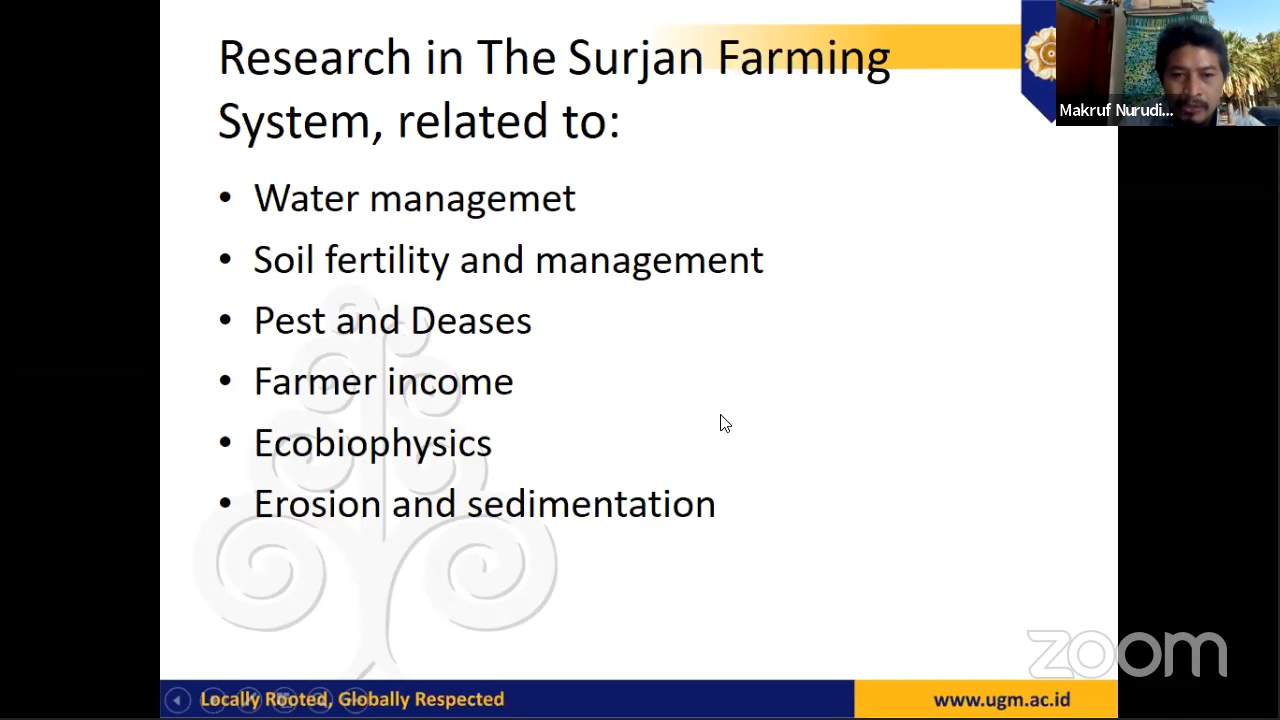 Research in The Surjan Farming
System, related to:
• Water managemet
• Soil fertility and management
• Pest and Deases
• Farmer income
• Ecobiophysics
• Erosion and sedimentation
Makruf Nurudi...
zoom
Locally Rooted, Globally Respected
www.ugm.ac.id